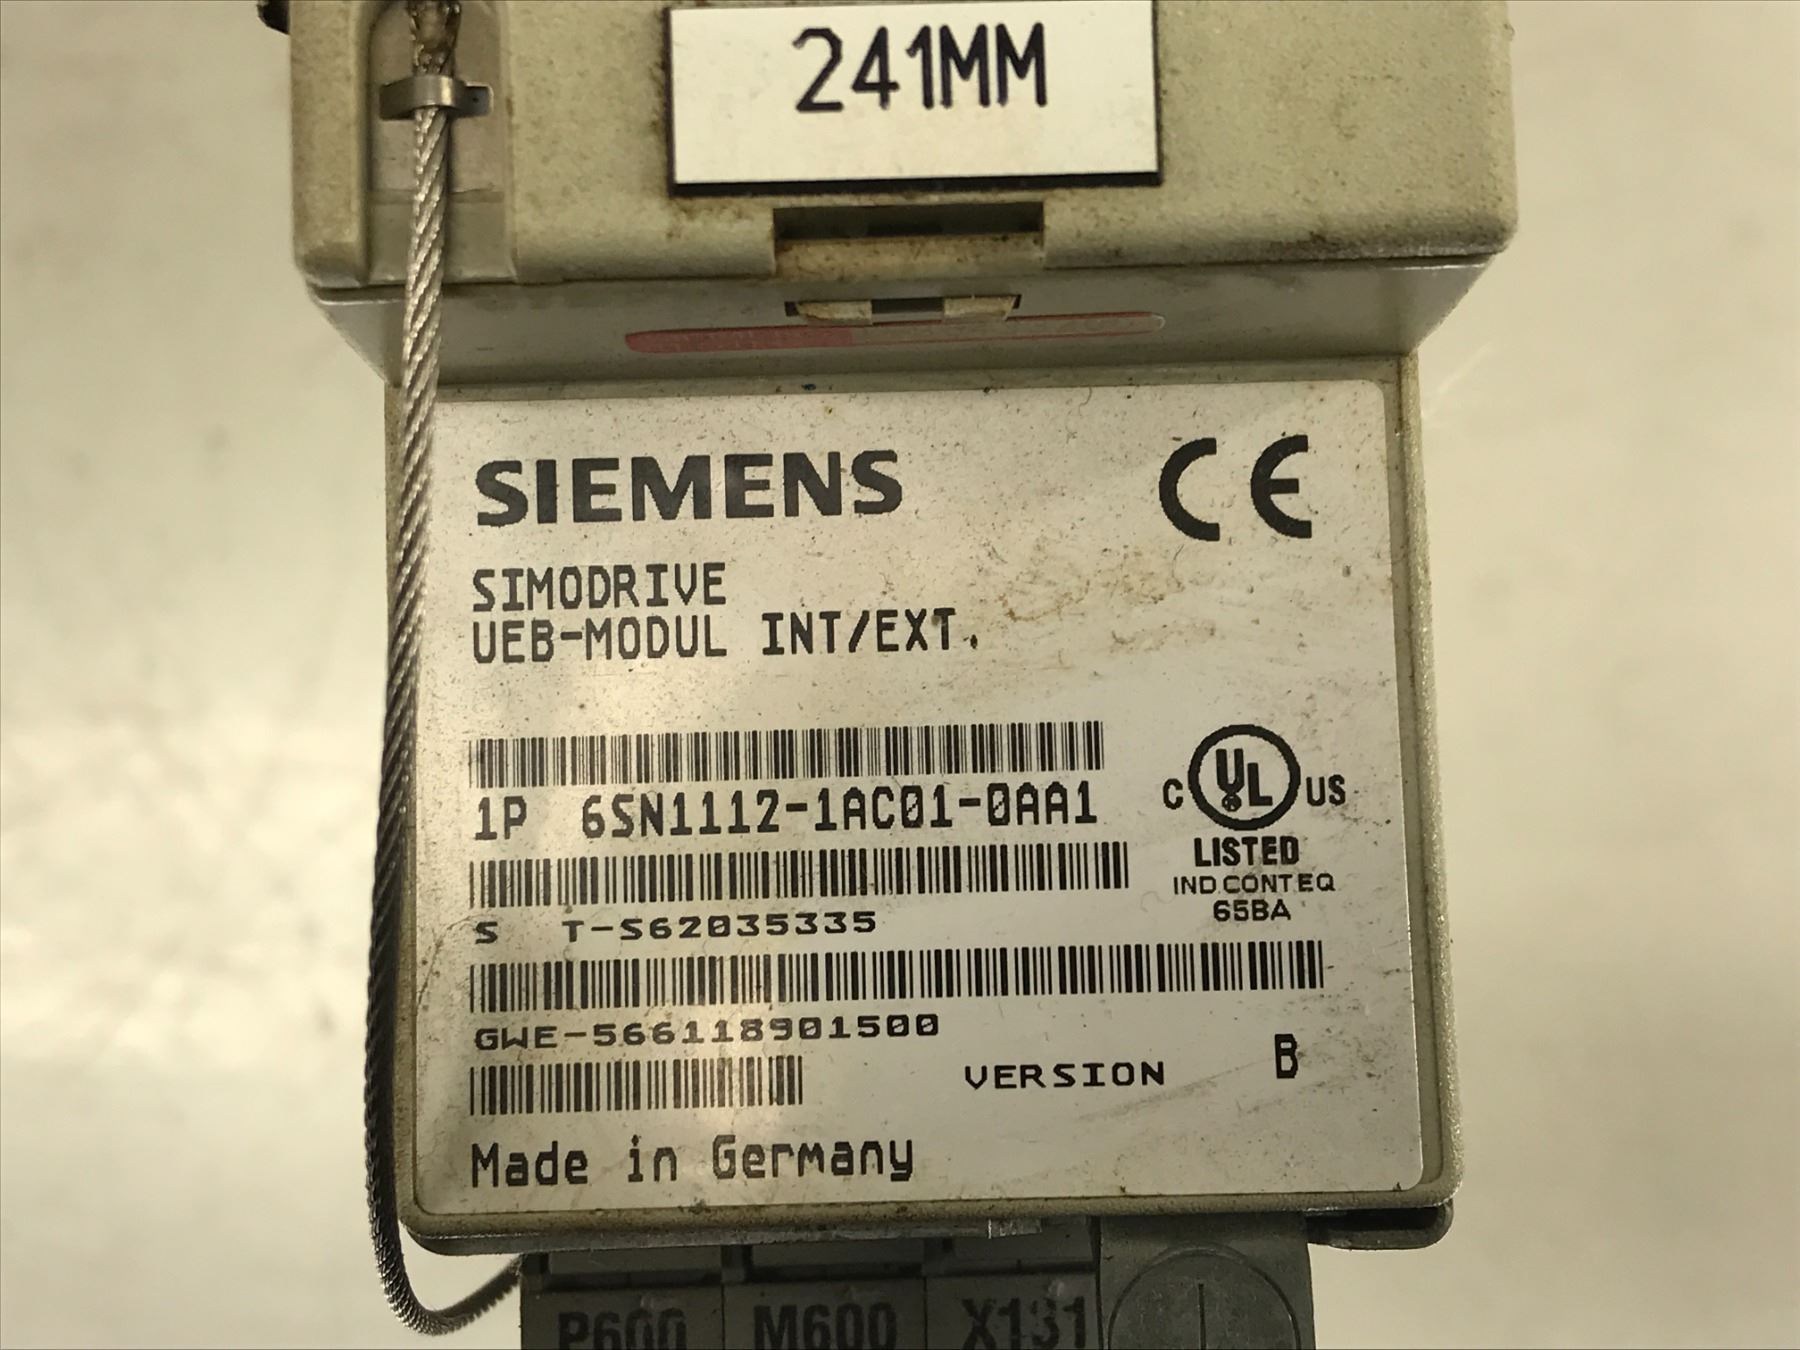 241MM
SIEMENS CE
SIMODRIVE
UEB-MODUL INT/EXT.
1P 6SN1112-1AC01-0AA1
C UL US
LISTED
IND.CONT.EQ
65BA
S T-S62035335
GWE-566118901500
VERSION B
Made in Germany
P600 M600 X131